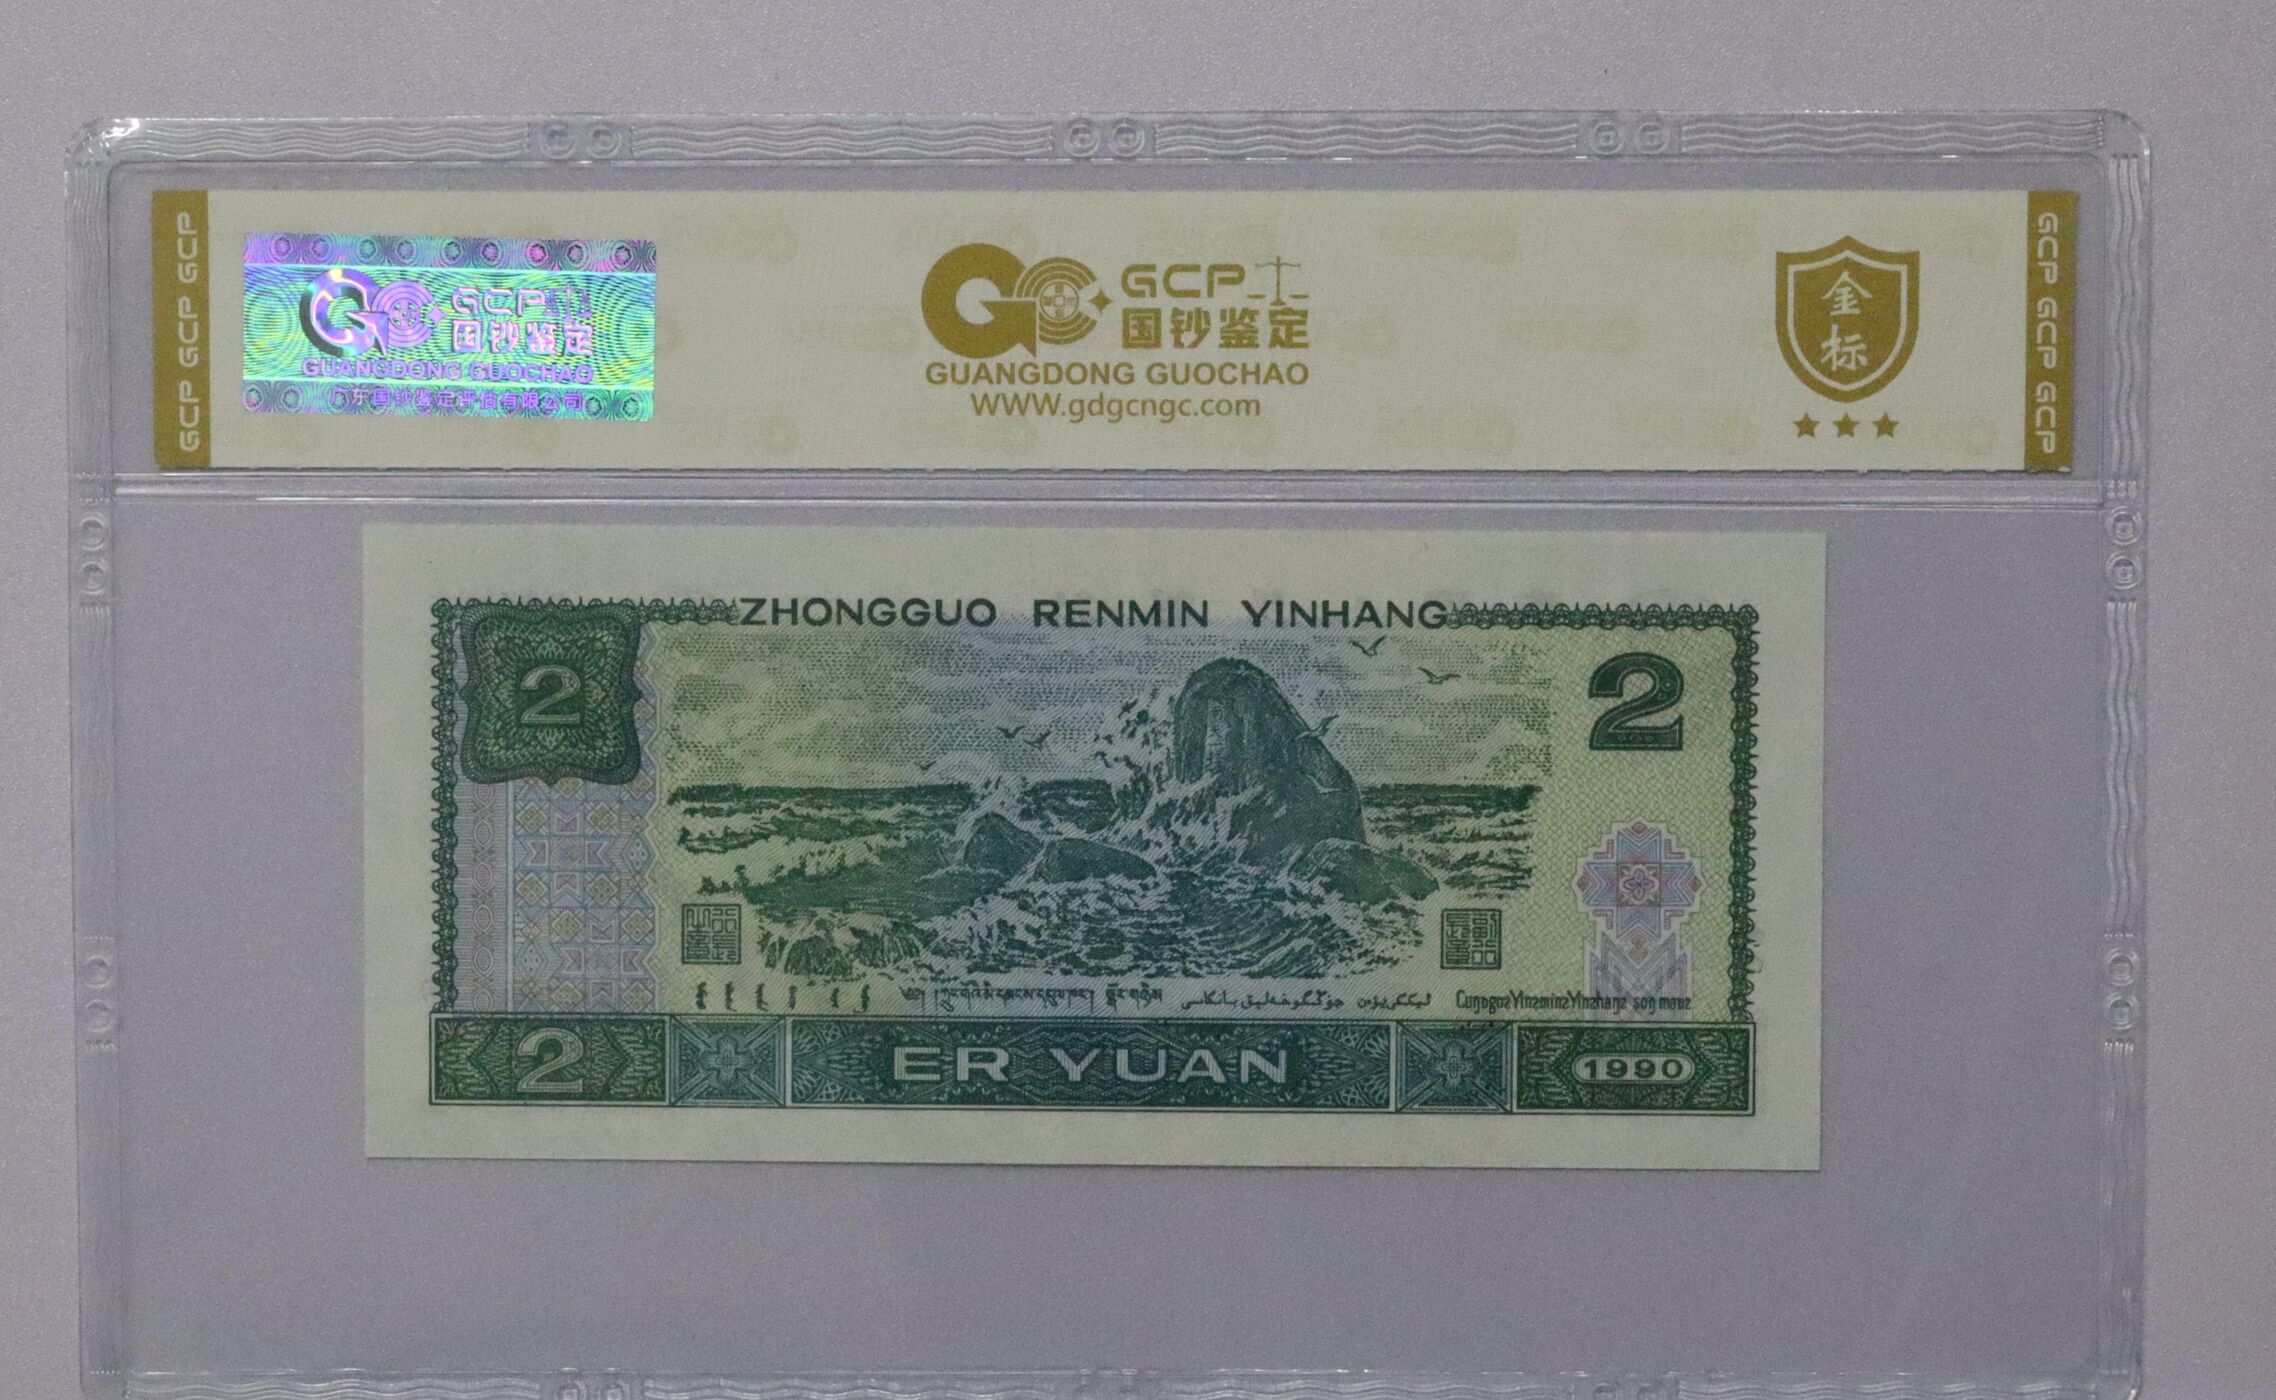 GCP GCP GCP GCP
GCP
国钞鉴定
GUANGDONG GUOCHAO
广东国钞鉴定评估有限公司
GCP
国钞鉴定
GUANGDONG GUOCHAO
WWW.gdgcngc.com
金
标
GCP GCP GCP GCP
ZHONGGUO RENMIN YINHANG
2
2
2
ER YUAN
1990